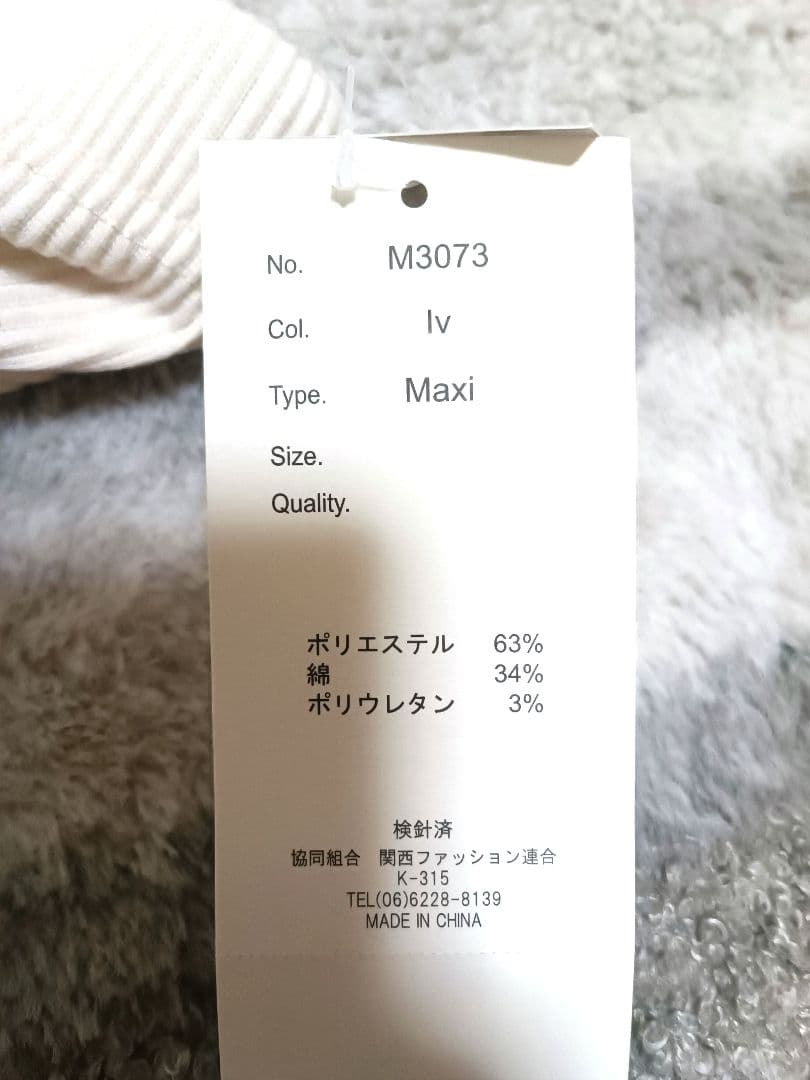 No. M3073
Col. Iv
Type. Maxi
Size.
Quality.
ポリエステル 63%
綿 34%
ポリウレタン 3%
検針済
協同組合 関西ファッション連合
K-315
TEL(06)6228-8139
MADE IN CHINA